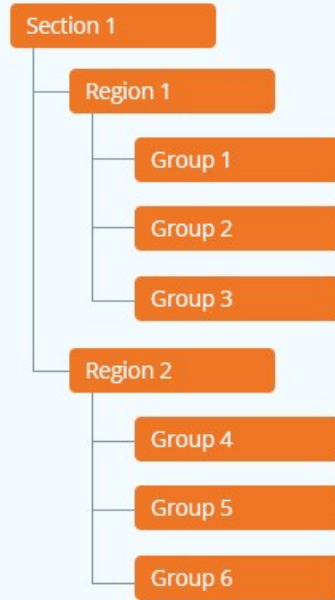 Section 1
Region 1
Group 1
Group 2
Group 3
Region 2
Group 4
Group 5
Group 6